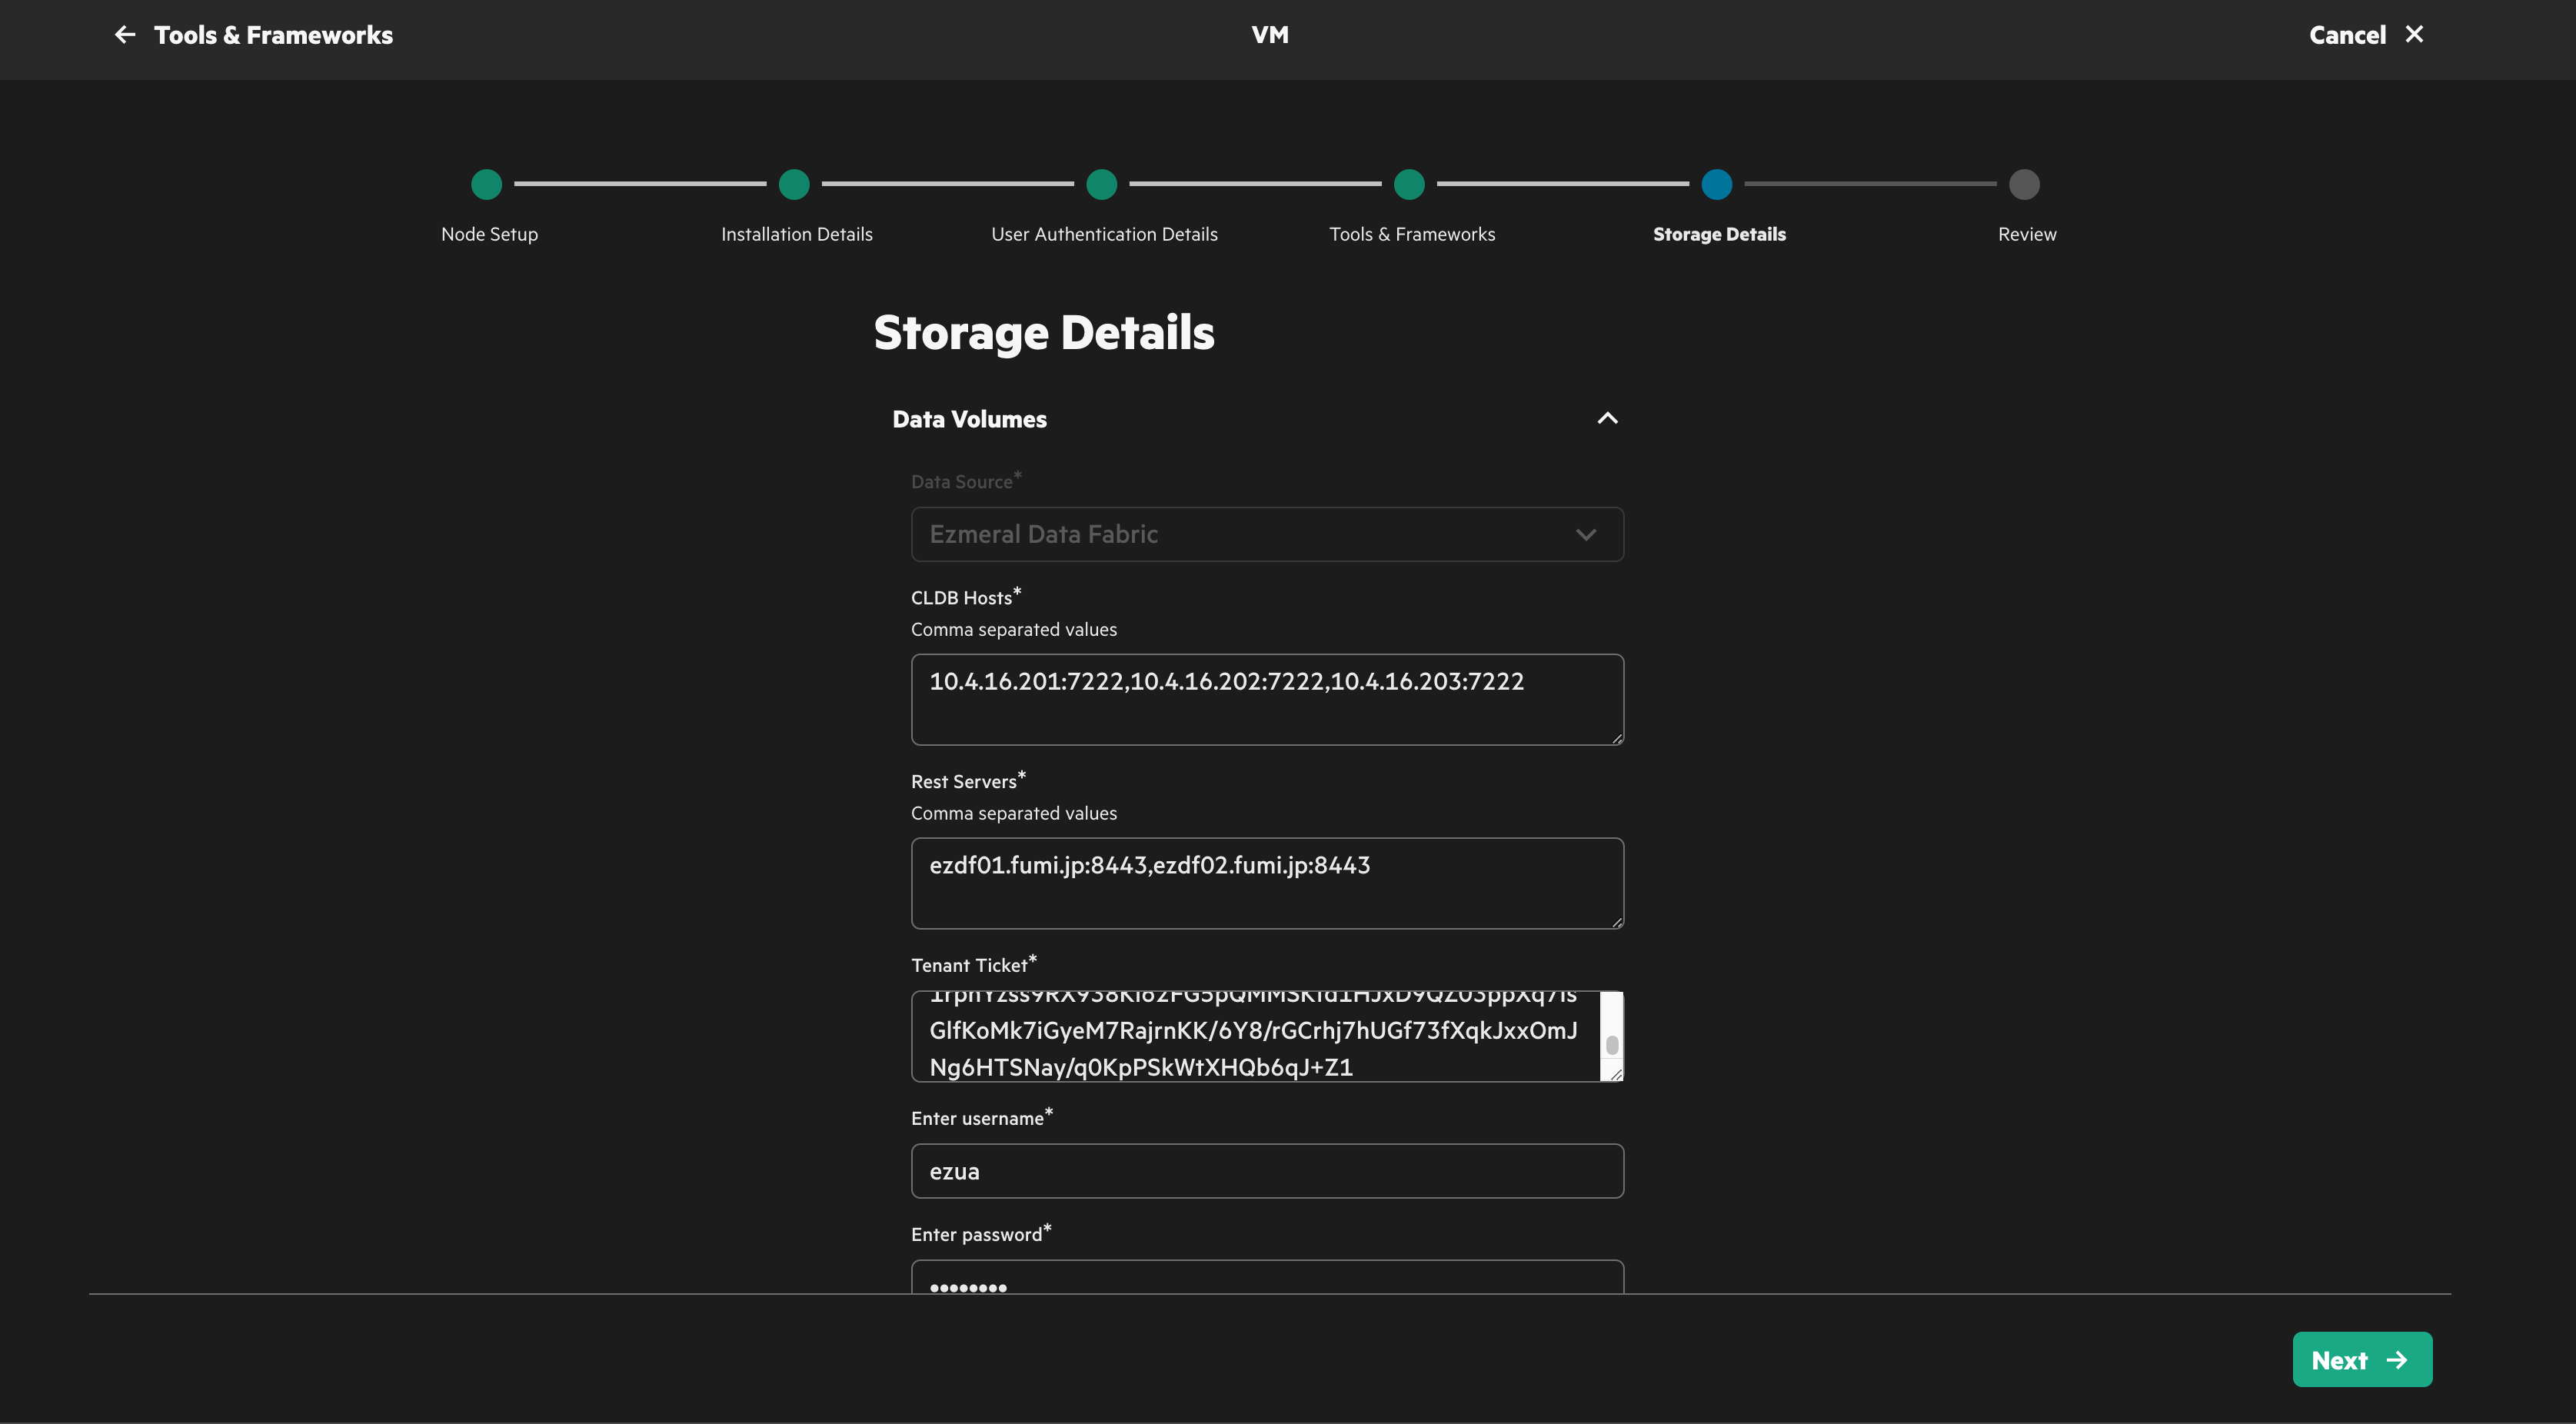 Tools & Frameworks
VM
Cancel
Node Setup
Installation Details
User Authentication Details
Tools & Frameworks
Storage Details
Review
Storage Details
Data Volumes
Data Source*
Ezmeral Data Fabric
CLDB Hosts*
Comma separated values
10.4.16.201:7222,10.4.16.202:7222,10.4.16.203:7222
Rest Servers*
Comma separated values
ezdf01.fumi.jp:8443,ezdf02.fumi.jp:8443
Tenant Ticket*
GlfKoMk7iGyeM7RajrnKK/6Y8/rGCrhj7hUGf73fXqkJxxOmJ
Ng6HTSNay/q0KpPSkWtXHQb6qJ+Z1
Enter username*
ezua
Enter password*
••••••••
Next